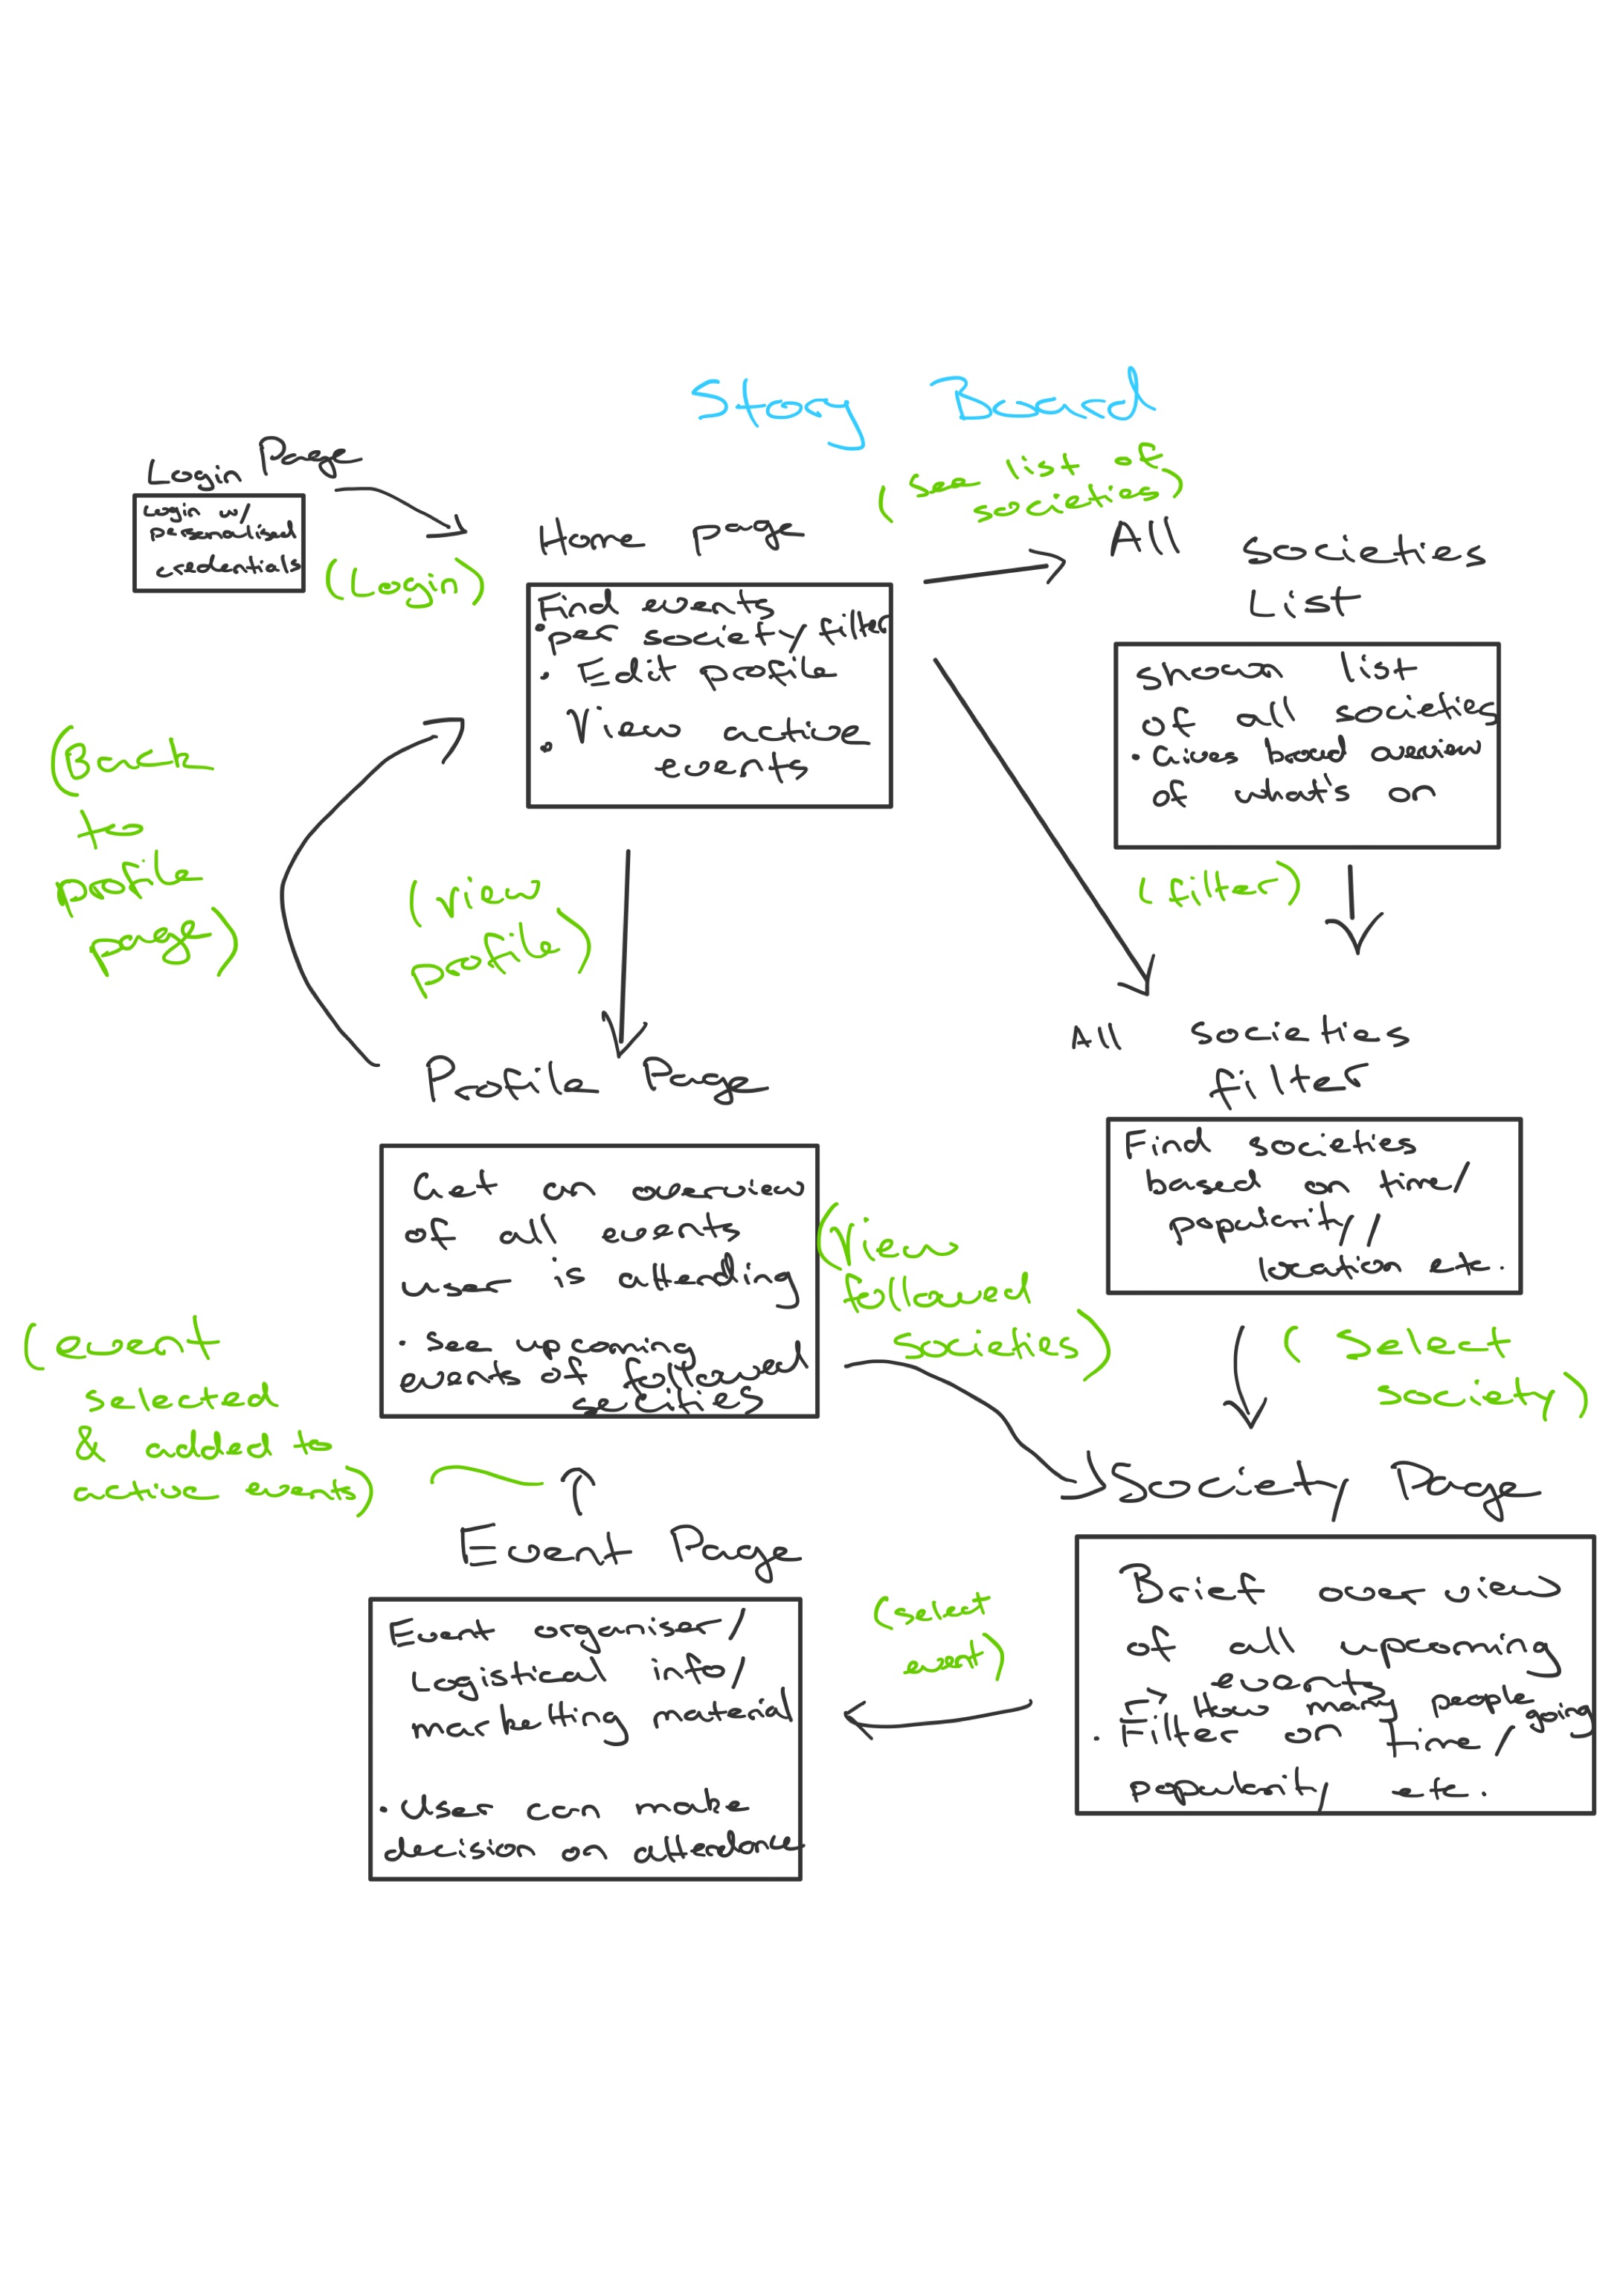 Story Board
Login Page
Login w/
personalised
credentials
(Login)
Home page
Find events
• per society/filter
• Edit profile
• View active
events
(see list of
societies)
All Societies
List
Shown list
of all societies
• Gives broad overview
of what's on
(filter)
(Back
to
profile
page)
(view
profile)
All Societies
filter
Find societies
based on time/
popularity/
location etc.
Profile Page
Get an overview
of all events
user is attending
• See upcoming
events of followed
societies
(View
followed
societies)
(select
society)
(event
selected
& added to
active events)
Society Page
Brief overview
of all upcoming
events
how many people
going
• Filter on time/
popularity etc.
(select
event)
Event Page
Event organiser/
Logistical info/
marketting material
• User can make
decision on attendance